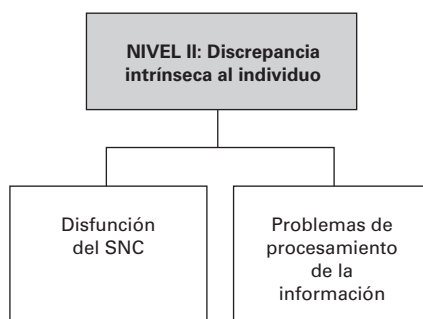 NIVEL II: Discrepancia
intrínseca al individuo
Disfunción
del SNC
Problemas de
procesamiento
de la
información